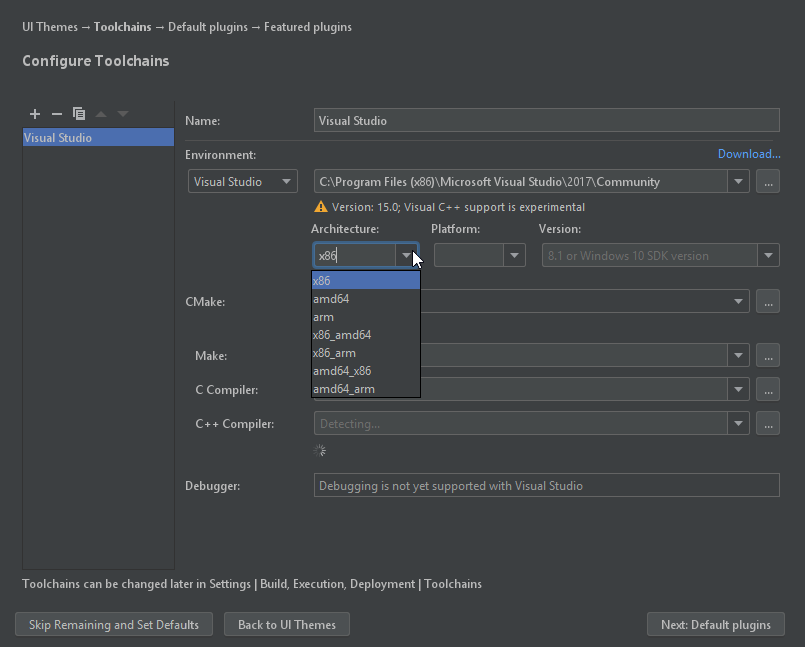 UI Themes → Toolchains → Default plugins → Featured plugins
Configure Toolchains
Visual Studio
Name:
Visual Studio
Environment:
Download...
Visual Studio
C:\Program Files (x86)\Microsoft Visual Studio\2017\Community
...
Version: 15.0; Visual C++ support is experimental
Architecture:
Platform:
Version:
x86
8.1 or Windows 10 SDK version
x86
amd64
arm
x86_amd64
x86_arm
amd64_x86
amd64_arm
CMake:
...
Make:
...
C Compiler:
...
C++ Compiler:
Detecting...
...
Debugger:
Debugging is not yet supported with Visual Studio
Toolchains can be changed later in Settings | Build, Execution, Deployment | Toolchains
Skip Remaining and Set Defaults
Back to UI Themes
Next: Default plugins